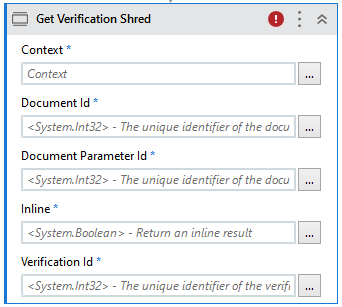 Get Verification Shred
Context *
Context
...
Document Id *
<System.Int32> - The unique identifier of the docu
...
Document Parameter Id *
<System.Int32> - The unique identifier of the docu
...
Inline *
<System.Boolean> - Return an inline result
...
Verification Id *
<System.Int32> - The unique identifier of the verifi
...